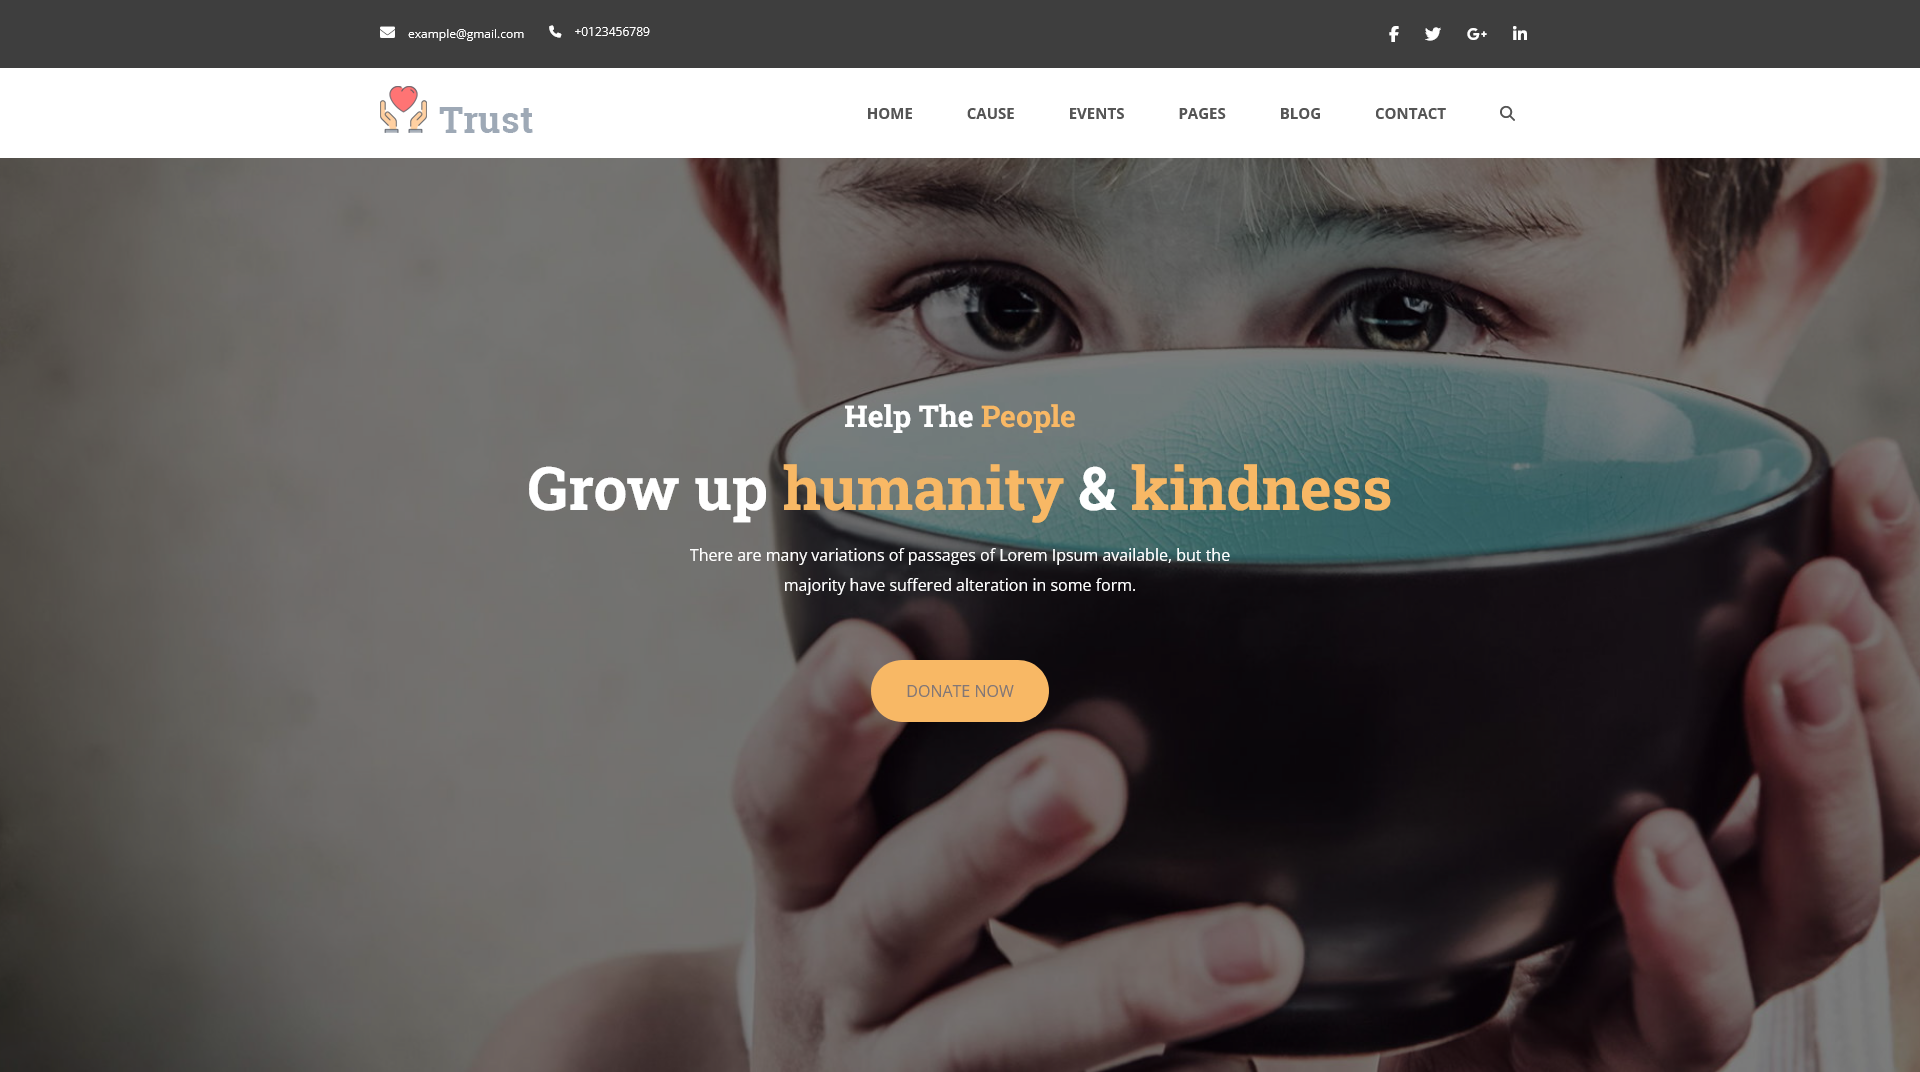 example@gmail.com +0123456789
Trust
HOME CAUSE EVENTS PAGES BLOG CONTACT
Help The People
Grow up humanity & kindness
There are many variations of passages of Lorem Ipsum available, but the
majority have suffered alteration in some form.
DONATE NOW